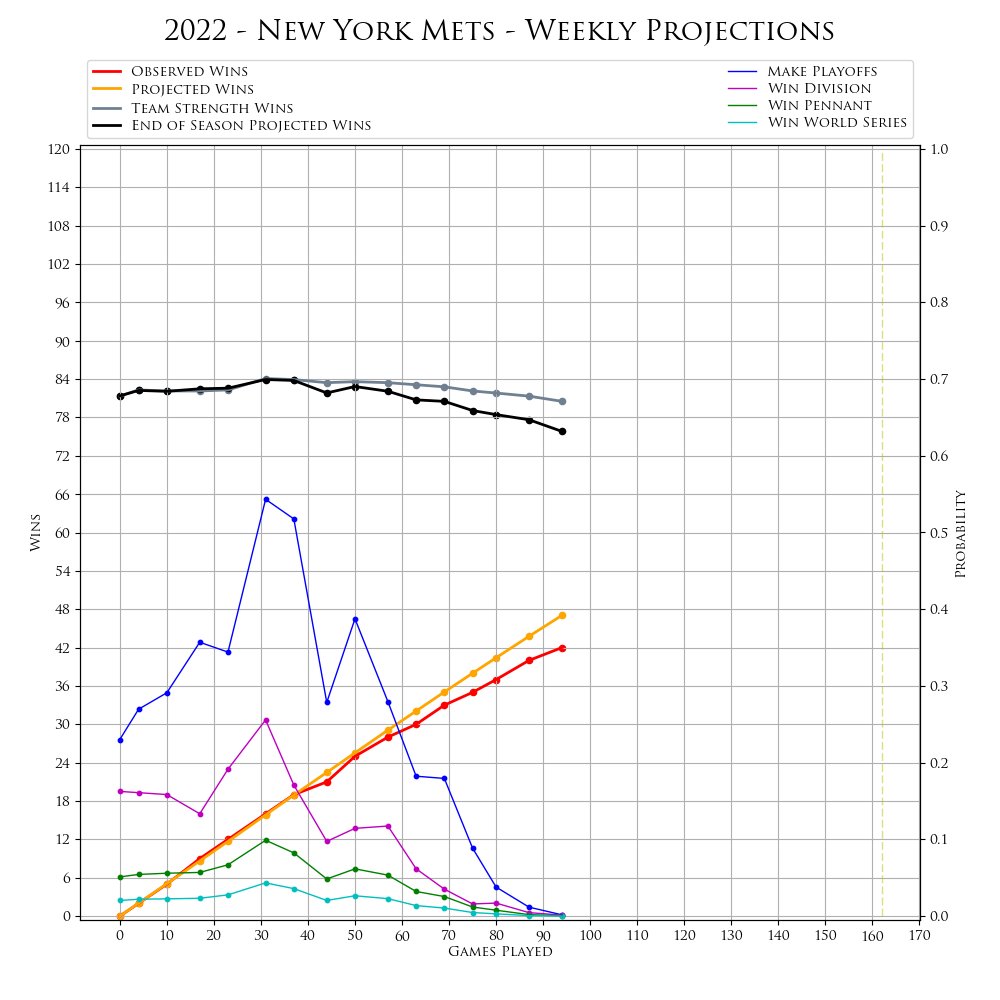 2022 - New York Mets - Weekly Projections
Observed Wins
Projected Wins
Team Strength Wins
End of Season Projected Wins
Make Playoffs
Win Division
Win Pennant
Win World Series
120
114
108
102
96
90
84
78
72
66
60
54
48
42
36
30
24
18
12
6
0
Wins
1.0
0.9
0.8
0.7
0.6
0.5
0.4
0.3
0.2
0.1
0.0
Probability
0 10 20 30 40 50 60 70 80 90 100 110 120 130 140 150 160 170
Games Played